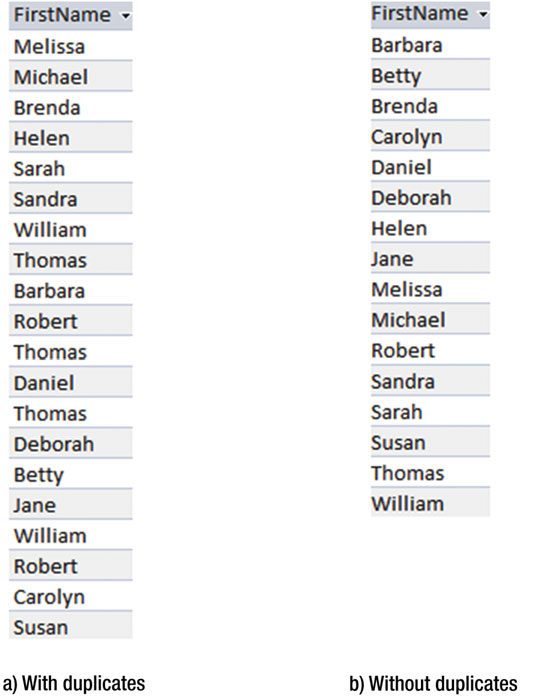 FirstName
Melissa
Michael
Brenda
Helen
Sarah
Sandra
William
Thomas
Barbara
Robert
Thomas
Daniel
Thomas
Deborah
Betty
Jane
William
Robert
Carolyn
Susan
a) With duplicates
FirstName
Barbara
Betty
Brenda
Carolyn
Daniel
Deborah
Helen
Jane
Melissa
Michael
Robert
Sandra
Sarah
Susan
Thomas
William
b) Without duplicates